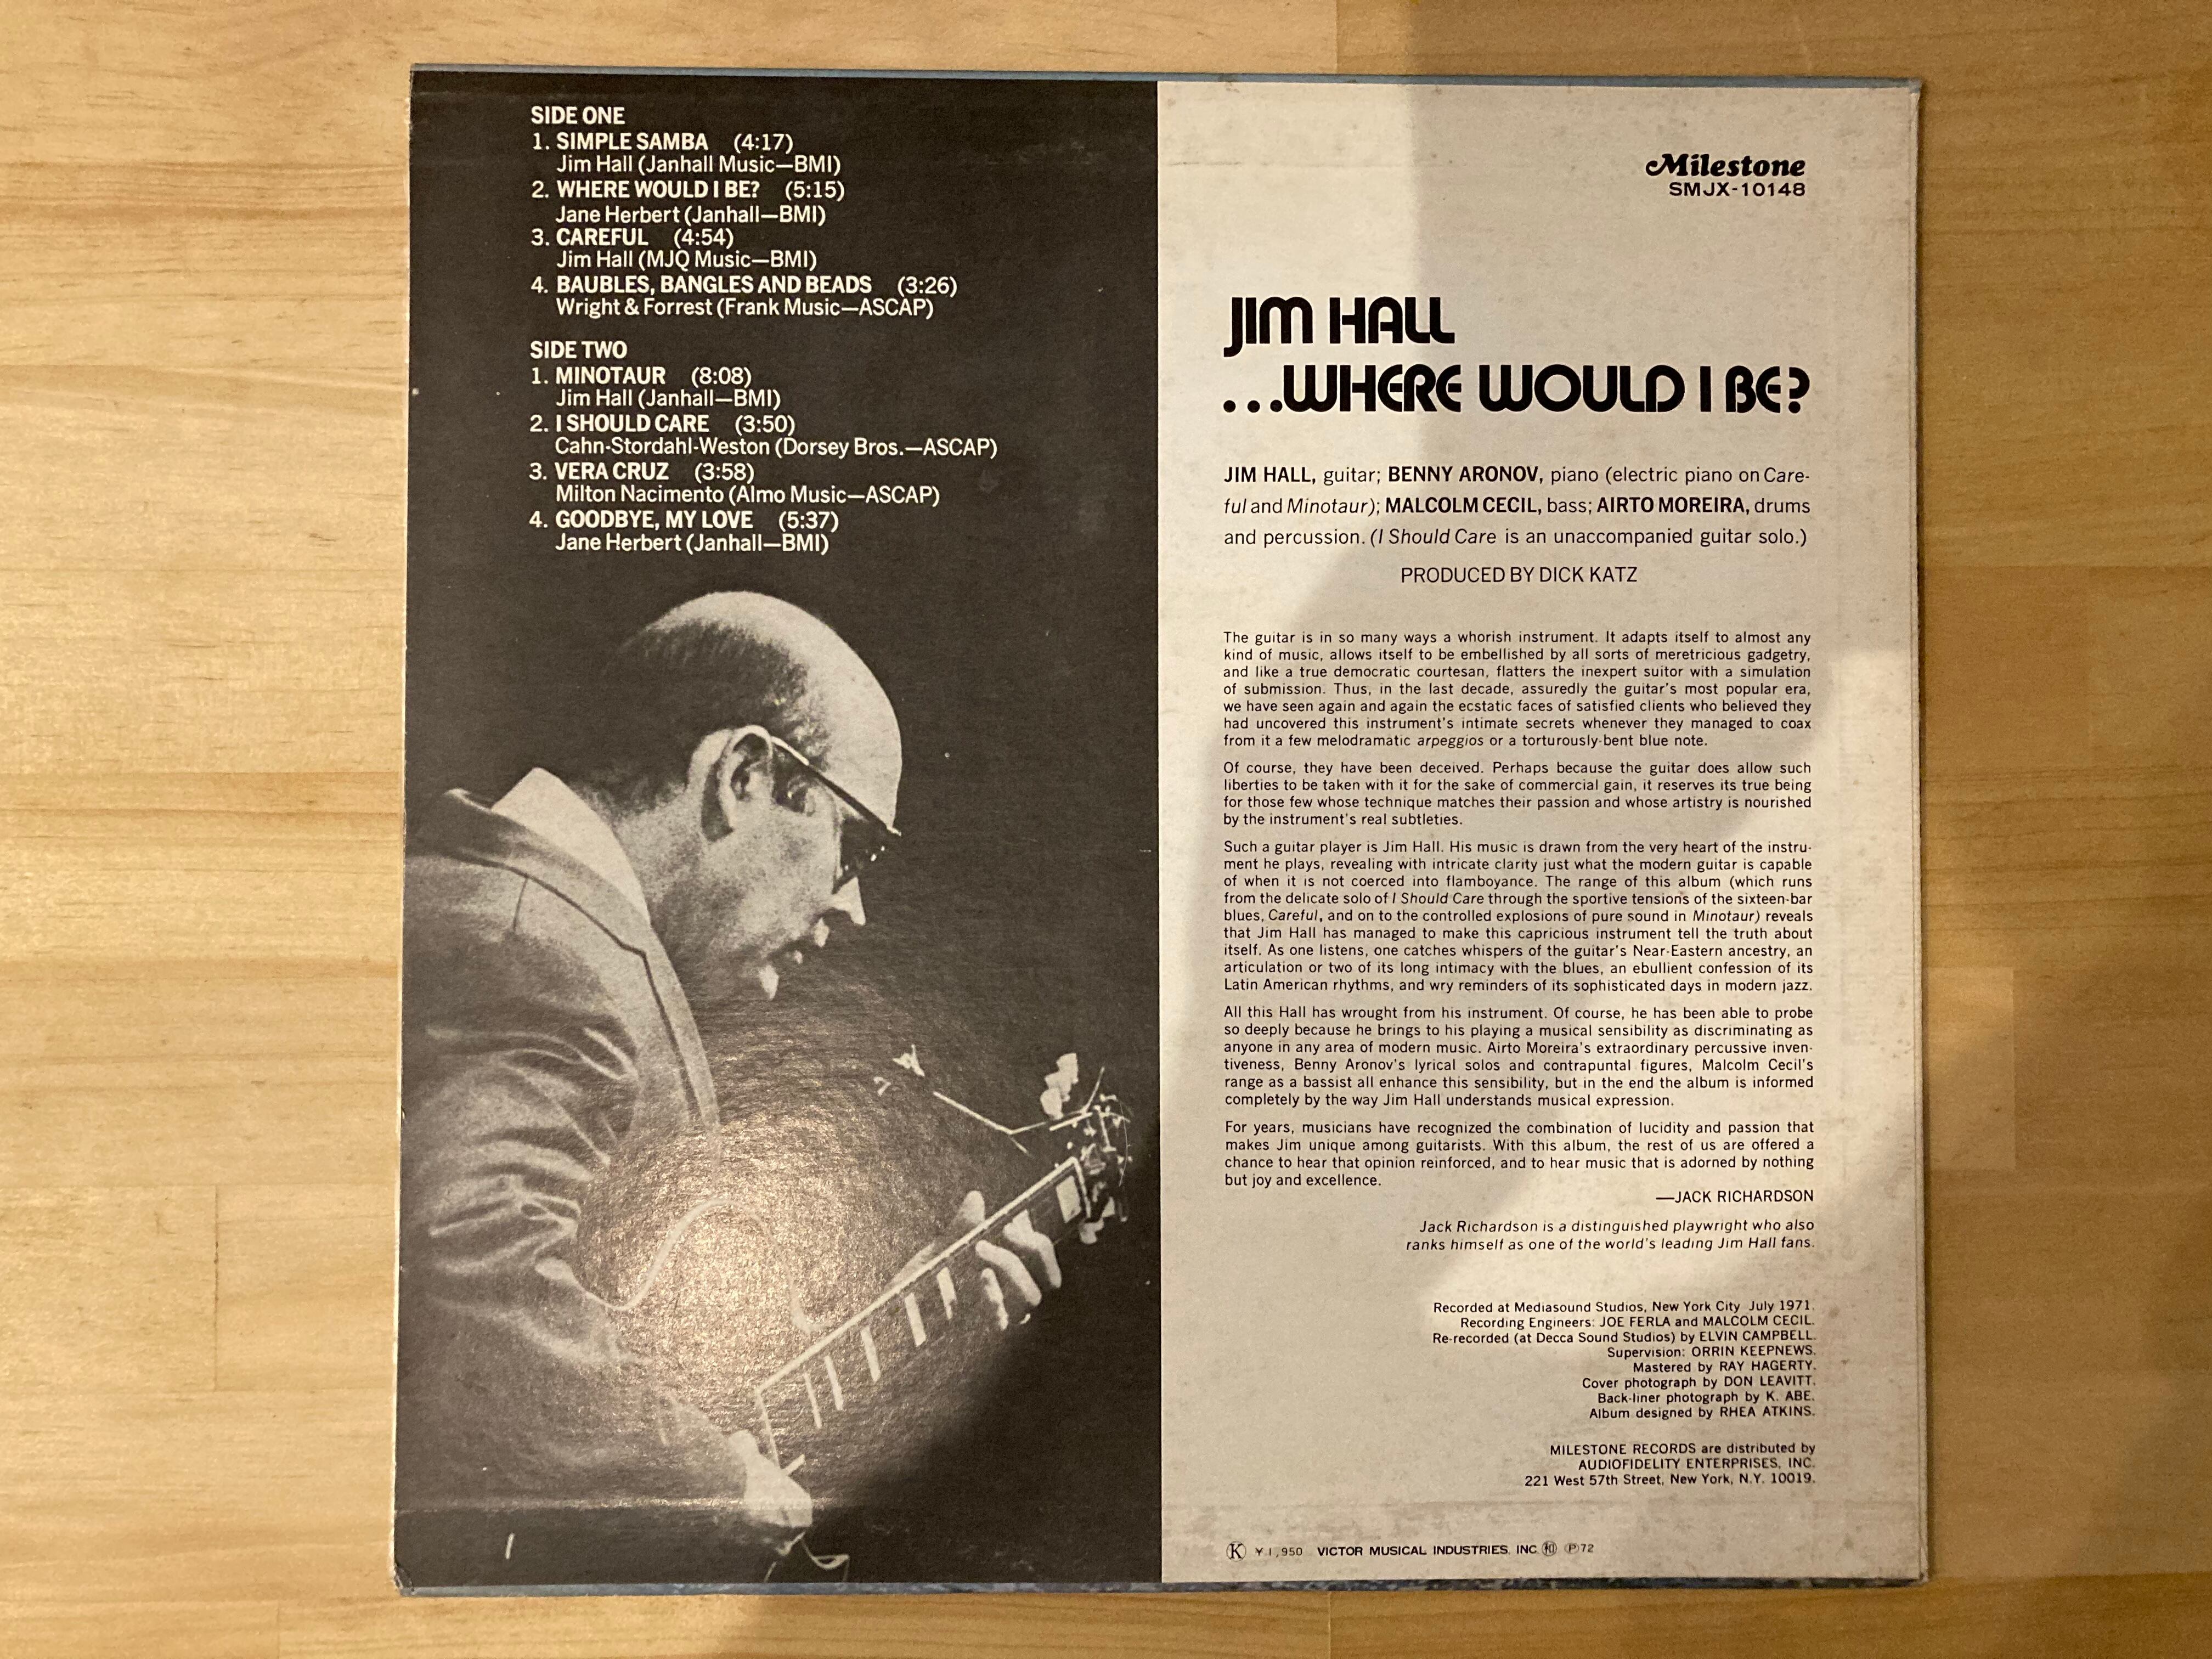 SIDE ONE
1. SIMPLE SAMBA (4:17)
Jim Hall (Janhall Music—BMI)
2. WHERE WOULD I BE? (5:15)
Jane Herbert (Janhall—BMI)
3. CAREFUL (4:54)
Jim Hall (MJQ Music—BMI)
4. BAUBLES, BANGLES AND BEADS (3:26)
Wright & Forrest (Frank Music—ASCAP)
SIDE TWO
1. MINOTAUR (8:08)
Jim Hall (Janhall—BMI)
2. I SHOULD CARE (3:50)
Cahn-Stordahl-Weston (Dorsey Bros.—ASCAP)
3. VERA CRUZ (3:58)
Milton Nacimento (Almo Music—ASCAP)
4. GOODBYE, MY LOVE (5:37)
Jane Herbert (Janhall—BMI)
Milestone
SMJX-10148
JIM HALL
...WHERE WOULD I BE?
JIM HALL, guitar; BENNY ARONOV, piano (electric piano on Care-
ful and Minotaur); MALCOLM CECIL, bass; AIRTO MOREIRA, drums
and percussion. (I Should Care is an unaccompanied guitar solo.)
PRODUCED BY DICK KATZ
The guitar is in so many ways a whorish instrument. It adapts itself to almost any
kind of music, allows itself to be embellished by all sorts of meretricious gadgetry,
and like a true democratic courtesan, flatters the inexpert suitor with a simulation
of submission. Thus, in the last decade, assuredly the guitar's most popular era,
we have seen again and again the ecstatic faces of satisfied clients who believed they
had uncovered this instrument's intimate secrets whenever they managed to coax
from it a few melodramatic arpeggios or a torturously-bent blue note.
Of course, they have been deceived. Perhaps because the guitar does allow such
liberties to be taken with it for the sake of commercial gain, it reserves its true being
for those few whose technique matches their passion and whose artistry is nourished
by the instrument's real subtleties.
Such a guitar player is Jim Hall. His music is drawn from the very heart of the instru-
ment he plays, revealing with intricate clarity just what the modern guitar is capable
of when it is not coerced into flamboyance. The range of this album (which runs
from the delicate solo of I Should Care through the sportive tensions of the sixteen-bar
blues, Careful, and on to the controlled explosions of pure sound in Minotaur) reveals
that Jim Hall has managed to make this capricious instrument tell the truth about
itself. As one listens, one catches whispers of the guitar's Near-Eastern ancestry, an
articulation or two of its long intimacy with the blues, an ebullient confession of its
Latin American rhythms, and wry reminders of its sophisticated days in modern jazz.
All this Hall has wrought from his instrument. Of course, he has been able to probe
so deeply because he brings to his playing a musical sensibility as discriminating as
anyone in any area of modern music. Airto Moreira's extraordinary percussive inven-
tiveness, Benny Aronov's lyrical solos and contrapuntal figures, Malcolm Cecil's
range as a bassist all enhance this sensibility, but in the end the album is informed
completely by the way Jim Hall understands musical expression.
For years, musicians have recognized the combination of lucidity and passion that
makes Jim unique among guitarists. With this album, the rest of us are offered a
chance to hear that opinion reinforced, and to hear music that is adorned by nothing
but joy and excellence.
—JACK RICHARDSON
Jack Richardson is a distinguished playwright who also
ranks himself as one of the world's leading Jim Hall fans.
Recorded at Mediasound Studios, New York City July 1971.
Recording Engineers: JOE FERLA and MALCOLM CECIL.
Re-recorded (at Decca Sound Studios) by ELVIN CAMPBELL.
Supervision: ORRIN KEEPNEWS.
Mastered by RAY HAGERTY.
Cover photograph by DON LEAVITT.
Back-liner photograph by K. ABE.
Album designed by RHEA ATKINS.
MILESTONE RECORDS are distributed by
AUDIOFIDELITY ENTERPRISES, INC.
221 West 57th Street, New York, N.Y. 10019.
Ⓚ ¥1,950 VICTOR MUSICAL INDUSTRIES. INC. ℗72